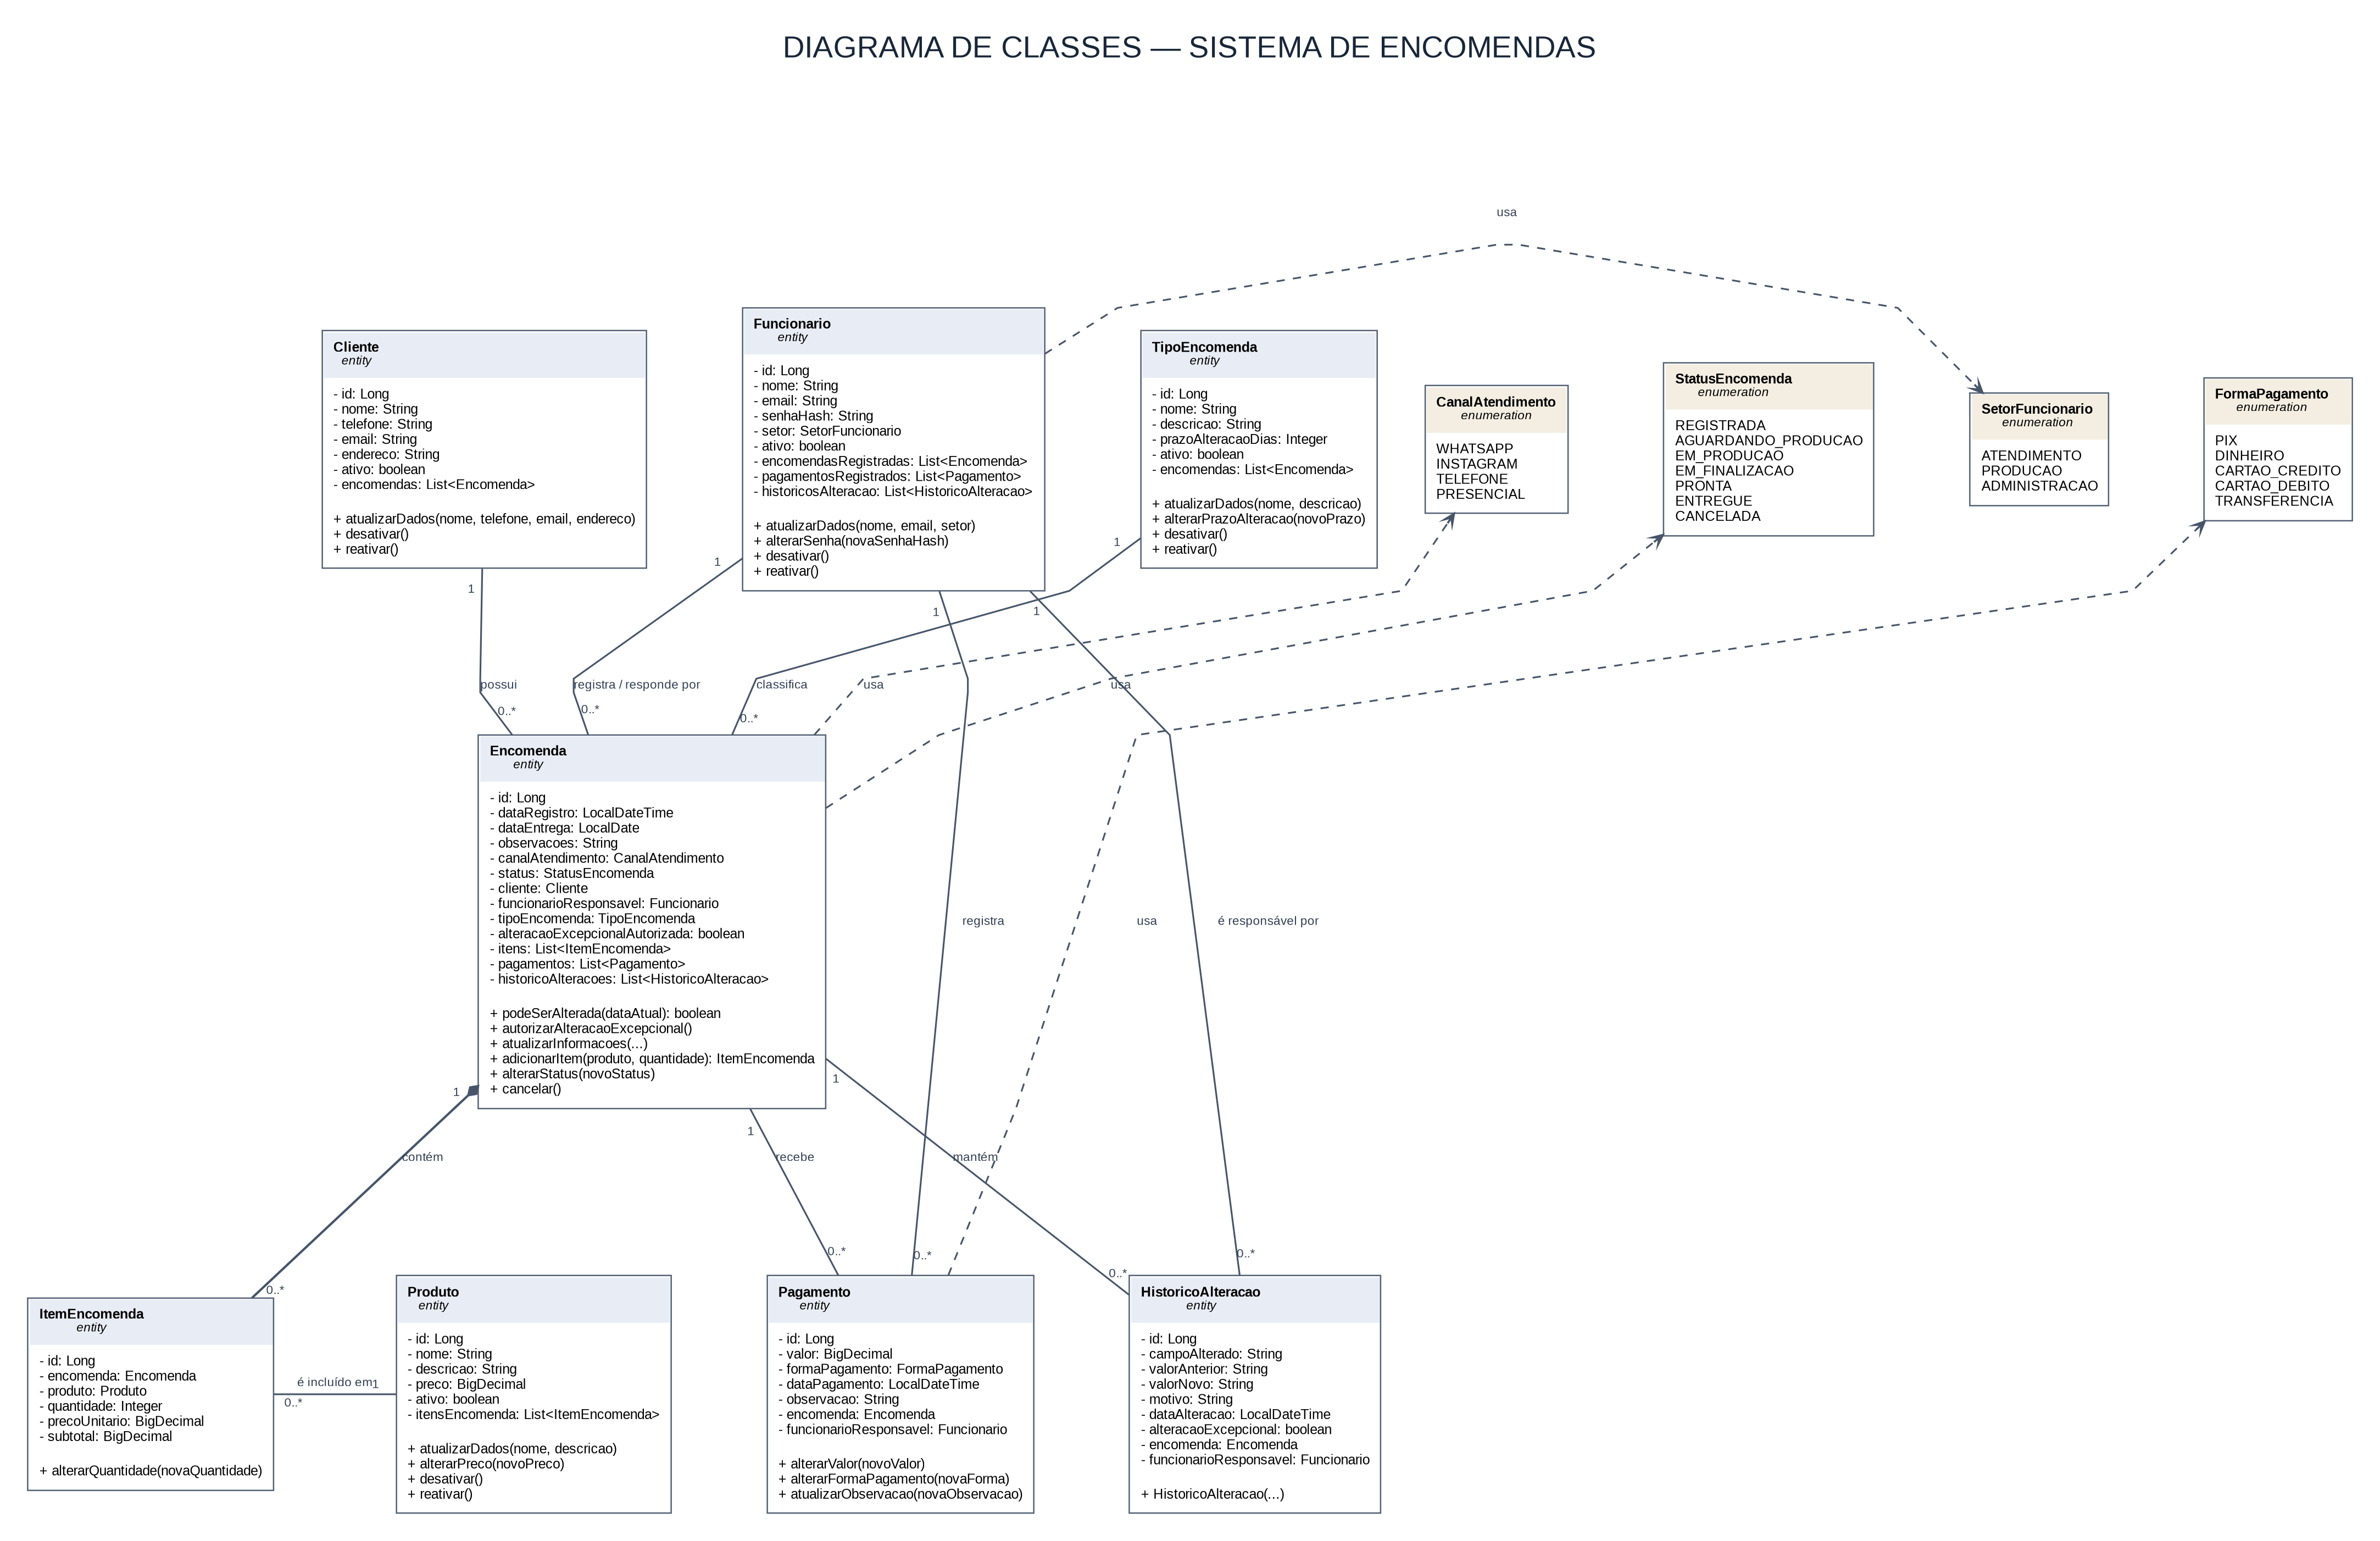 DIAGRAMA DE CLASSES — SISTEMA DE ENCOMENDAS
usa
Cliente
entity
- id: Long
- nome: String
- telefone: String
- email: String
- endereco: String
- ativo: boolean
- encomendas: List<Encomenda>
+ atualizarDados(nome, telefone, email, endereco)
+ desativar()
+ reativar()
Funcionario
entity
- id: Long
- nome: String
- email: String
- senhaHash: String
- setor: SetorFuncionario
- ativo: boolean
- encomendasRegistradas: List<Encomenda>
- pagamentosRegistrados: List<Pagamento>
- historicosAlteracao: List<HistoricoAlteracao>
+ atualizarDados(nome, email, setor)
+ alterarSenha(novaSenhaHash)
+ desativar()
+ reativar()
TipoEncomenda
entity
- id: Long
- nome: String
- descricao: String
- prazoAlteracaoDias: Integer
- ativo: boolean
- encomendas: List<Encomenda>
+ atualizarDados(nome, descricao)
+ alterarPrazoAlteracao(novoPrazo)
+ desativar()
+ reativar()
CanalAtendimento
enumeration
WHATSAPP
INSTAGRAM
TELEFONE
PRESENCIAL
StatusEncomenda
enumeration
REGISTRADA
AGUARDANDO_PRODUCAO
EM_PRODUCAO
EM_FINALIZACAO
PRONTA
ENTREGUE
CANCELADA
SetorFuncionario
enumeration
ATENDIMENTO
PRODUCAO
ADMINISTRACAO
FormaPagamento
enumeration
PIX
DINHEIRO
CARTAO_CREDITO
CARTAO_DEBITO
TRANSFERENCIA
1
1
1
1
1
possui
registra / responde por
classifica
usa
usa
0..*
0..*
0..*
Encomenda
entity
- id: Long
- dataRegistro: LocalDateTime
- dataEntrega: LocalDate
- observacoes: String
- canalAtendimento: CanalAtendimento
- status: StatusEncomenda
- cliente: Cliente
- funcionarioResponsavel: Funcionario
- tipoEncomenda: TipoEncomenda
- alteracaoExcepcionalAutorizada: boolean
- itens: List<ItemEncomenda>
- pagamentos: List<Pagamento>
- historicoAlteracoes: List<HistoricoAlteracao>
+ podeSerAlterada(dataAtual): boolean
+ autorizarAlteracaoExcepcional()
+ atualizarInformacoes(...)
+ adicionarItem(produto, quantidade): ItemEncomenda
+ alterarStatus(novoStatus)
+ cancelar()
registra
usa
é responsável por
1
1
1
contém
recebe
mantém
0..*
0..*
0..*
0..*
0..*
ItemEncomenda
entity
- id: Long
- encomenda: Encomenda
- produto: Produto
- quantidade: Integer
- precoUnitario: BigDecimal
- subtotal: BigDecimal
+ alterarQuantidade(novaQuantidade)
é incluído em
1
0..*
Produto
entity
- id: Long
- nome: String
- descricao: String
- preco: BigDecimal
- ativo: boolean
- itensEncomenda: List<ItemEncomenda>
+ atualizarDados(nome, descricao)
+ alterarPreco(novoPreco)
+ desativar()
+ reativar()
Pagamento
entity
- id: Long
- valor: BigDecimal
- formaPagamento: FormaPagamento
- dataPagamento: LocalDateTime
- observacao: String
- encomenda: Encomenda
- funcionarioResponsavel: Funcionario
+ alterarValor(novoValor)
+ alterarFormaPagamento(novaForma)
+ atualizarObservacao(novaObservacao)
HistoricoAlteracao
entity
- id: Long
- campoAlterado: String
- valorAnterior: String
- valorNovo: String
- motivo: String
- dataAlteracao: LocalDateTime
- alteracaoExcepcional: boolean
- encomenda: Encomenda
- funcionarioResponsavel: Funcionario
+ HistoricoAlteracao(...)